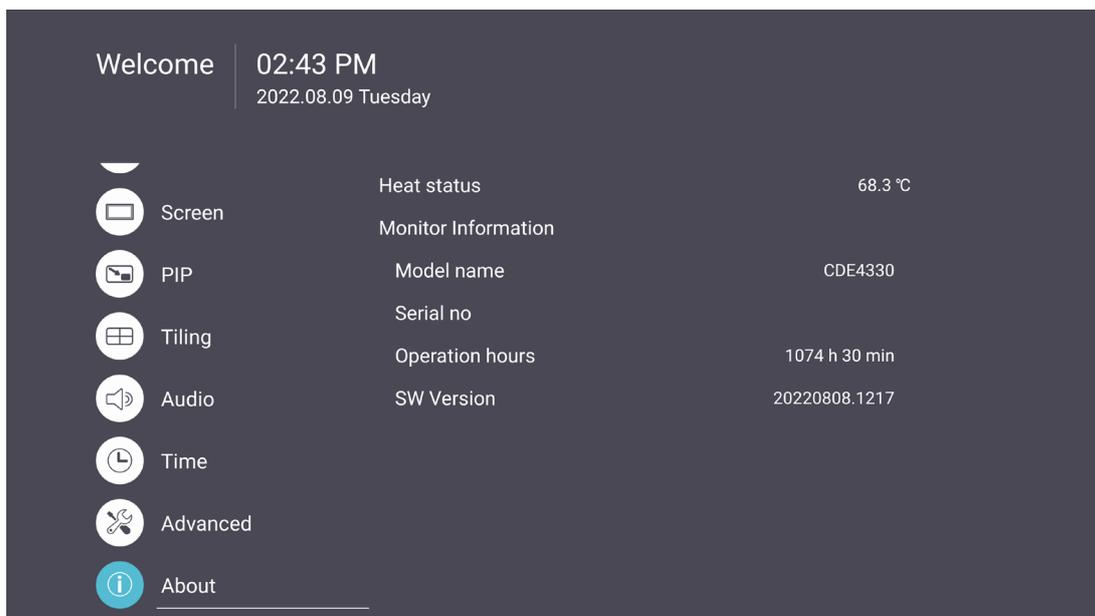 Welcome
02:43 PM
2022.08.09 Tuesday
Screen
PIP
Tiling
Audio
Time
Advanced
About
Heat status 68.3 ℃
Monitor Information
Model name CDE4330
Serial no
Operation hours 1074 h 30 min
SW Version 20220808.1217